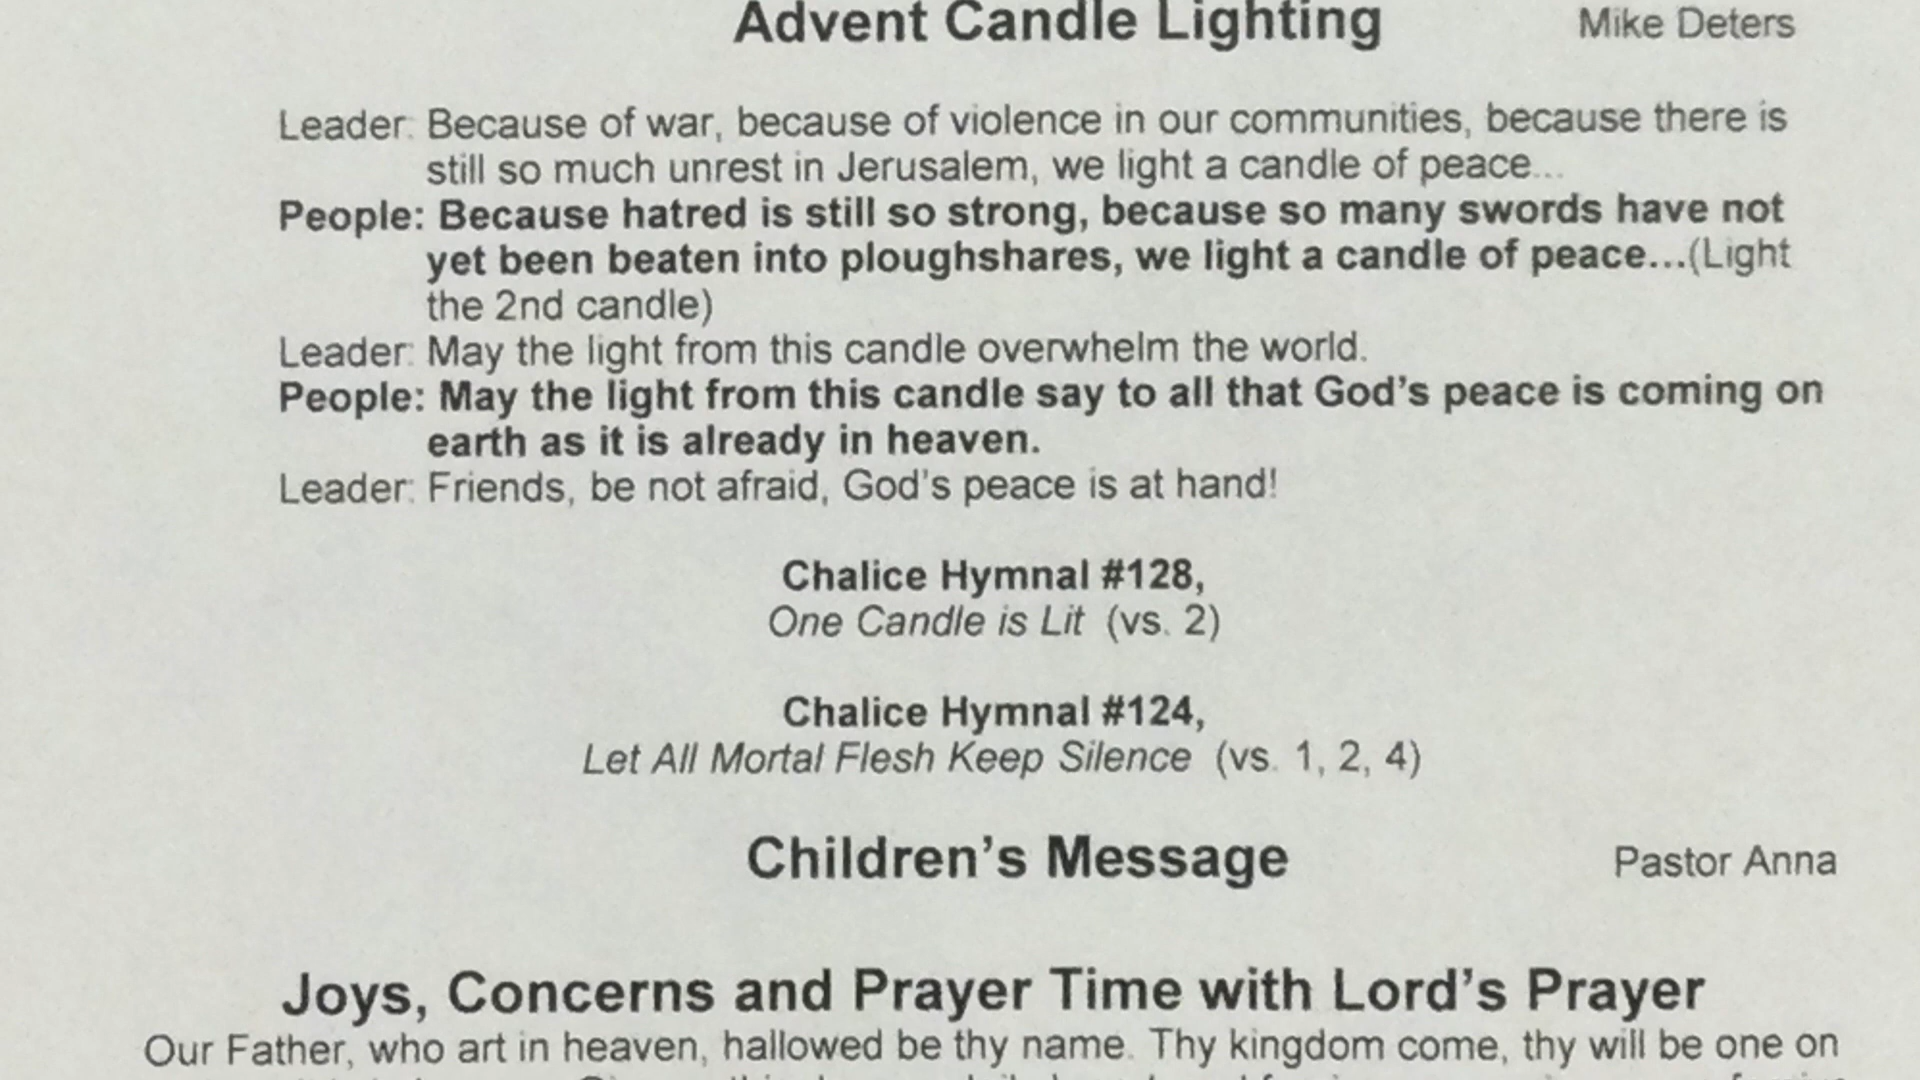 Advent Candle Lighting Mike Deters
Leader: Because of war, because of violence in our communities, because there is
still so much unrest in Jerusalem, we light a candle of peace...
People: Because hatred is still so strong, because so many swords have not
yet been beaten into ploughshares, we light a candle of peace...(Light
the 2nd candle)
Leader: May the light from this candle overwhelm the world.
People: May the light from this candle say to all that God's peace is coming on
earth as it is already in heaven.
Leader: Friends, be not afraid, God's peace is at hand!
Chalice Hymnal #128,
One Candle is Lit (vs. 2)
Chalice Hymnal #124,
Let All Mortal Flesh Keep Silence (vs. 1, 2, 4)
Children's Message Pastor Anna
Joys, Concerns and Prayer Time with Lord's Prayer
Our Father, who art in heaven, hallowed be thy name. Thy kingdom come, thy will be one on